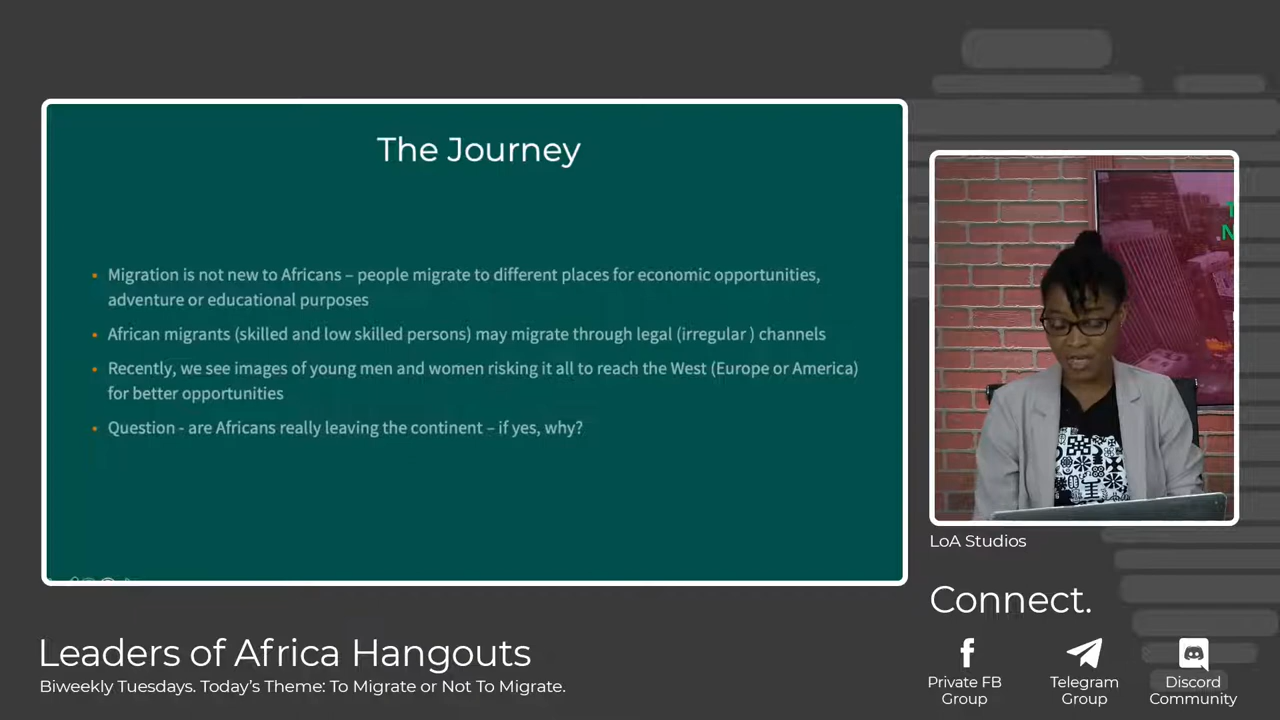 The Journey
• Migration is not new to Africans – people migrate to different places for economic opportunities,
adventure or educational purposes
• African migrants (skilled and low skilled persons) may migrate through legal (irregular ) channels
• Recently, we see images of young men and women risking it all to reach the West (Europe or America)
for better opportunities
• Question - are Africans really leaving the continent – if yes, why?
T
N
LoA Studios
Connect.
Private FB
Group
Telegram
Group
Discord
Community
Leaders of Africa Hangouts
Biweekly Tuesdays. Today’s Theme: To Migrate or Not To Migrate.